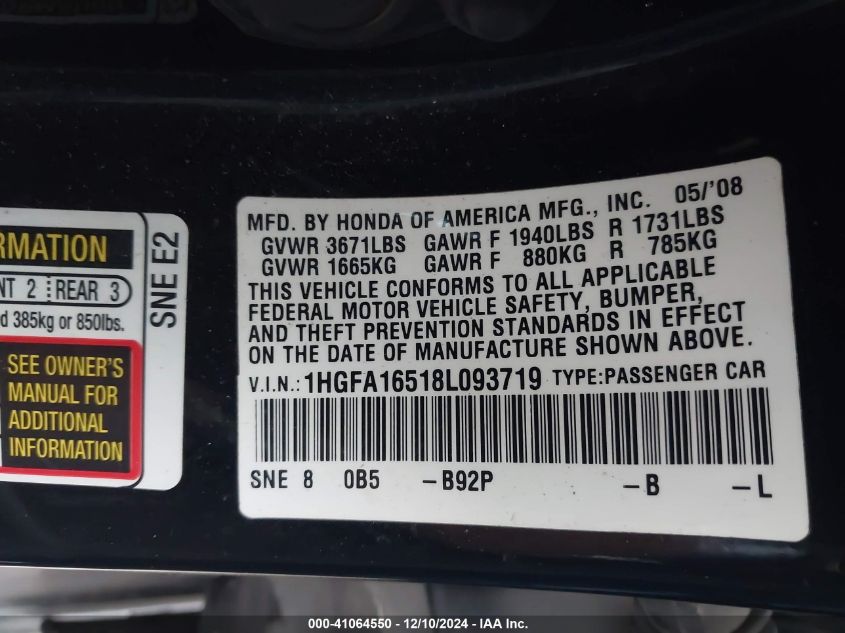 RMATION
NT 2 REAR 3
d 385kg or 850lbs.
SEE OWNER'S
MANUAL FOR
ADDITIONAL
INFORMATION
SNE E2
MFD. BY HONDA OF AMERICA MFG., INC. 05/'08
GVWR 3671LBS GAWR F 1940LBS R 1731LBS
GVWR 1665KG GAWR F 880KG R 785KG
THIS VEHICLE CONFORMS TO ALL APPLICABLE
FEDERAL MOTOR VEHICLE SAFETY, BUMPER,
AND THEFT PREVENTION STANDARDS IN EFFECT
ON THE DATE OF MANUFACTURE SHOWN ABOVE.
V.I.N.: 1HGFA16518L093719 TYPE:PASSENGER CAR
SNE 8 0B5 -B92P -B -L
000-41064550 - 12/10/2024 - IAA Inc.